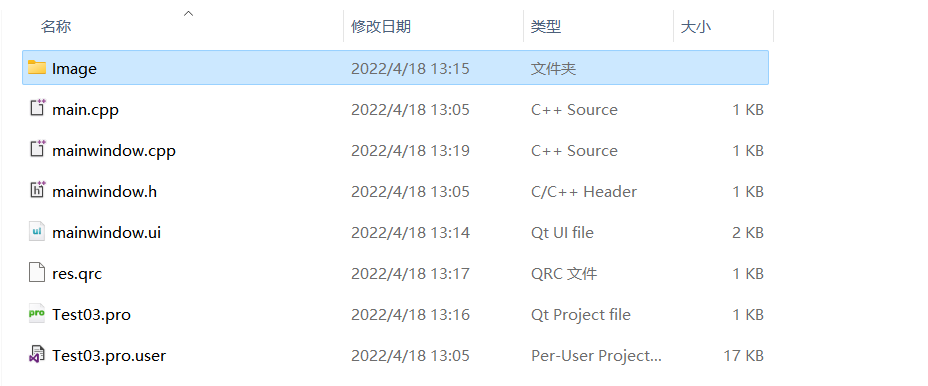 名称 修改日期 类型 大小
Image 2022/4/18 13:15 文件夹
main.cpp 2022/4/18 13:05 C++ Source 1 KB
mainwindow.cpp 2022/4/18 13:19 C++ Source 1 KB
mainwindow.h 2022/4/18 13:05 C/C++ Header 1 KB
mainwindow.ui 2022/4/18 13:14 Qt UI file 2 KB
res.qrc 2022/4/18 13:17 QRC 文件 1 KB
Test03.pro 2022/4/18 13:16 Qt Project file 1 KB
Test03.pro.user 2022/4/18 13:05 Per-User Project... 17 KB